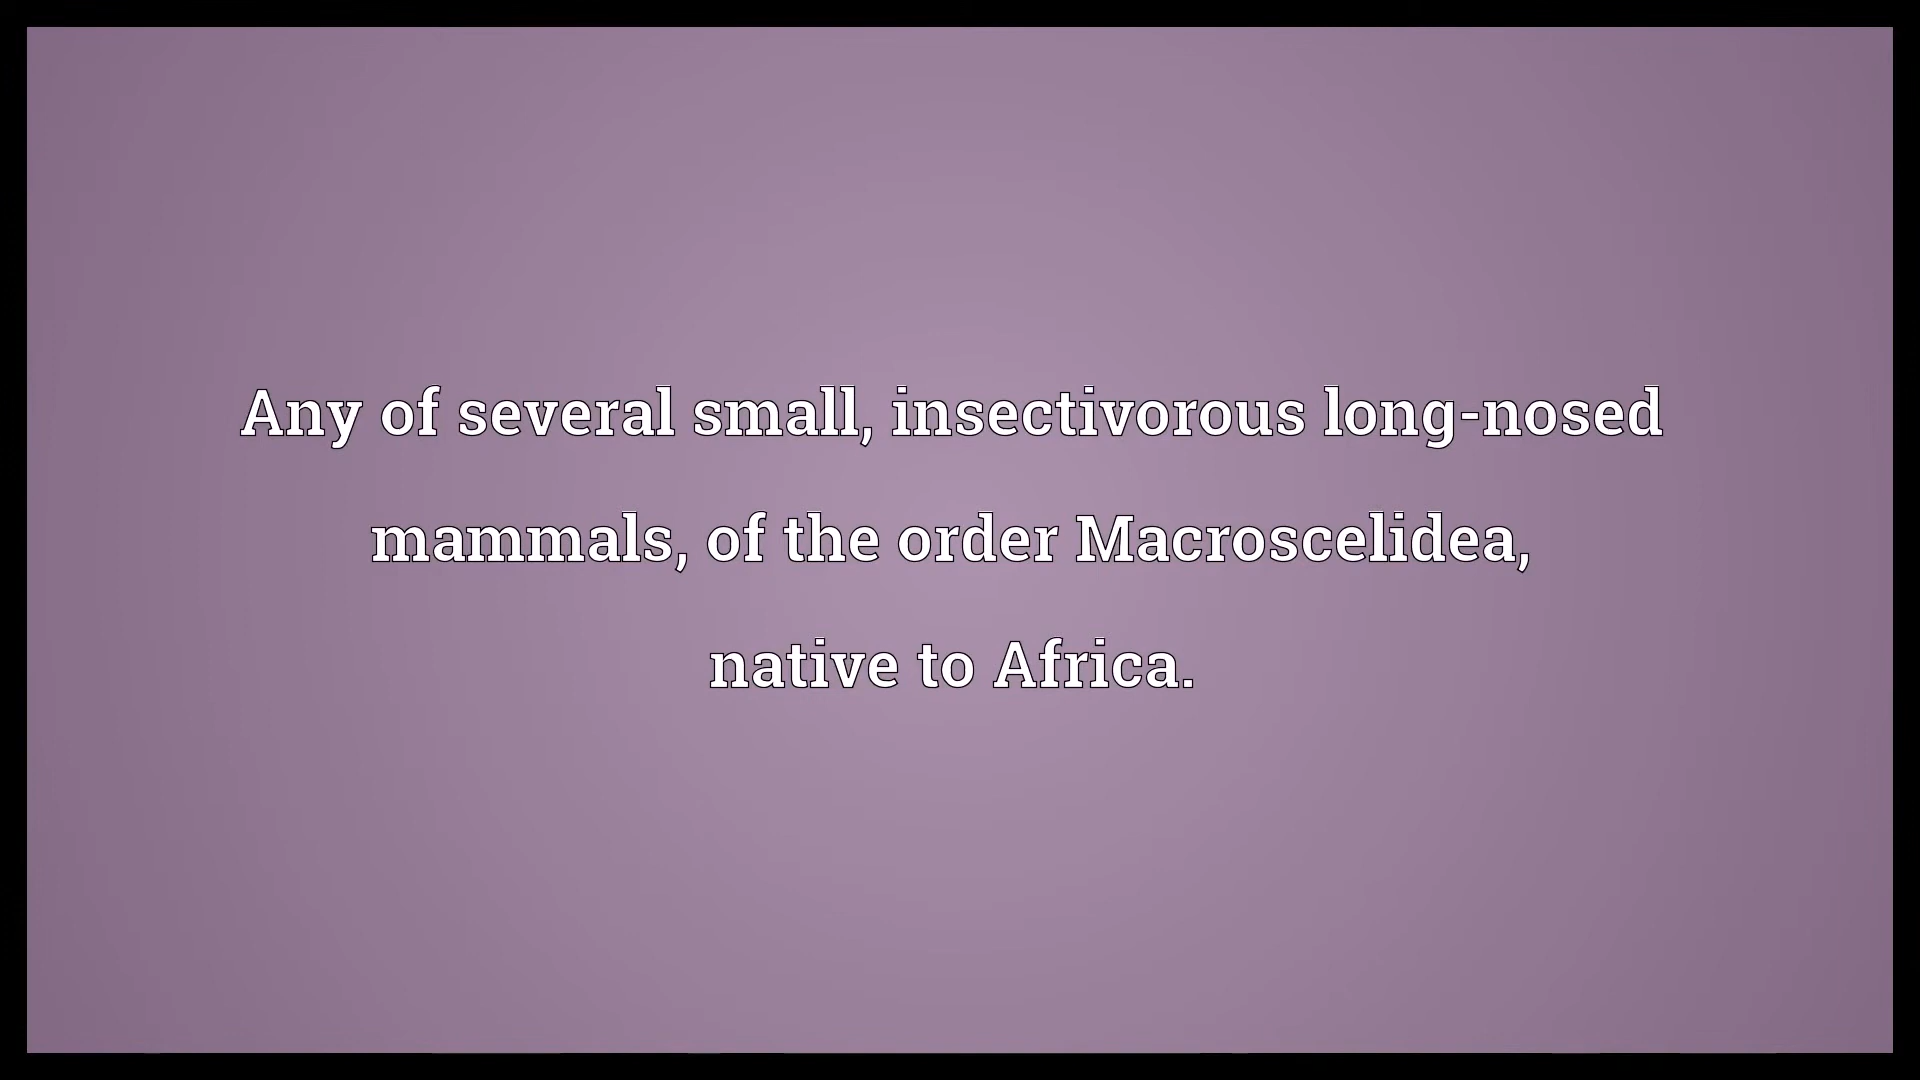 Any of several small, insectivorous long-nosed
mammals, of the order Macroscelidea,
native to Africa.